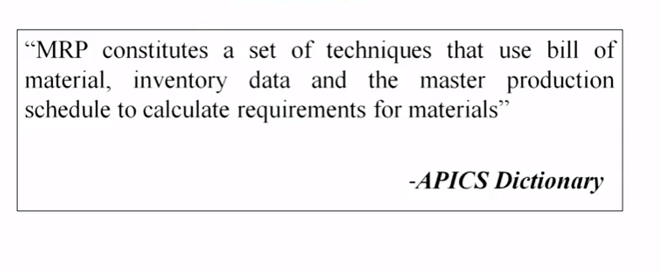 “MRP constitutes a set of techniques that use bill of
material, inventory data and the master production
schedule to calculate requirements for materials”
-APICS Dictionary